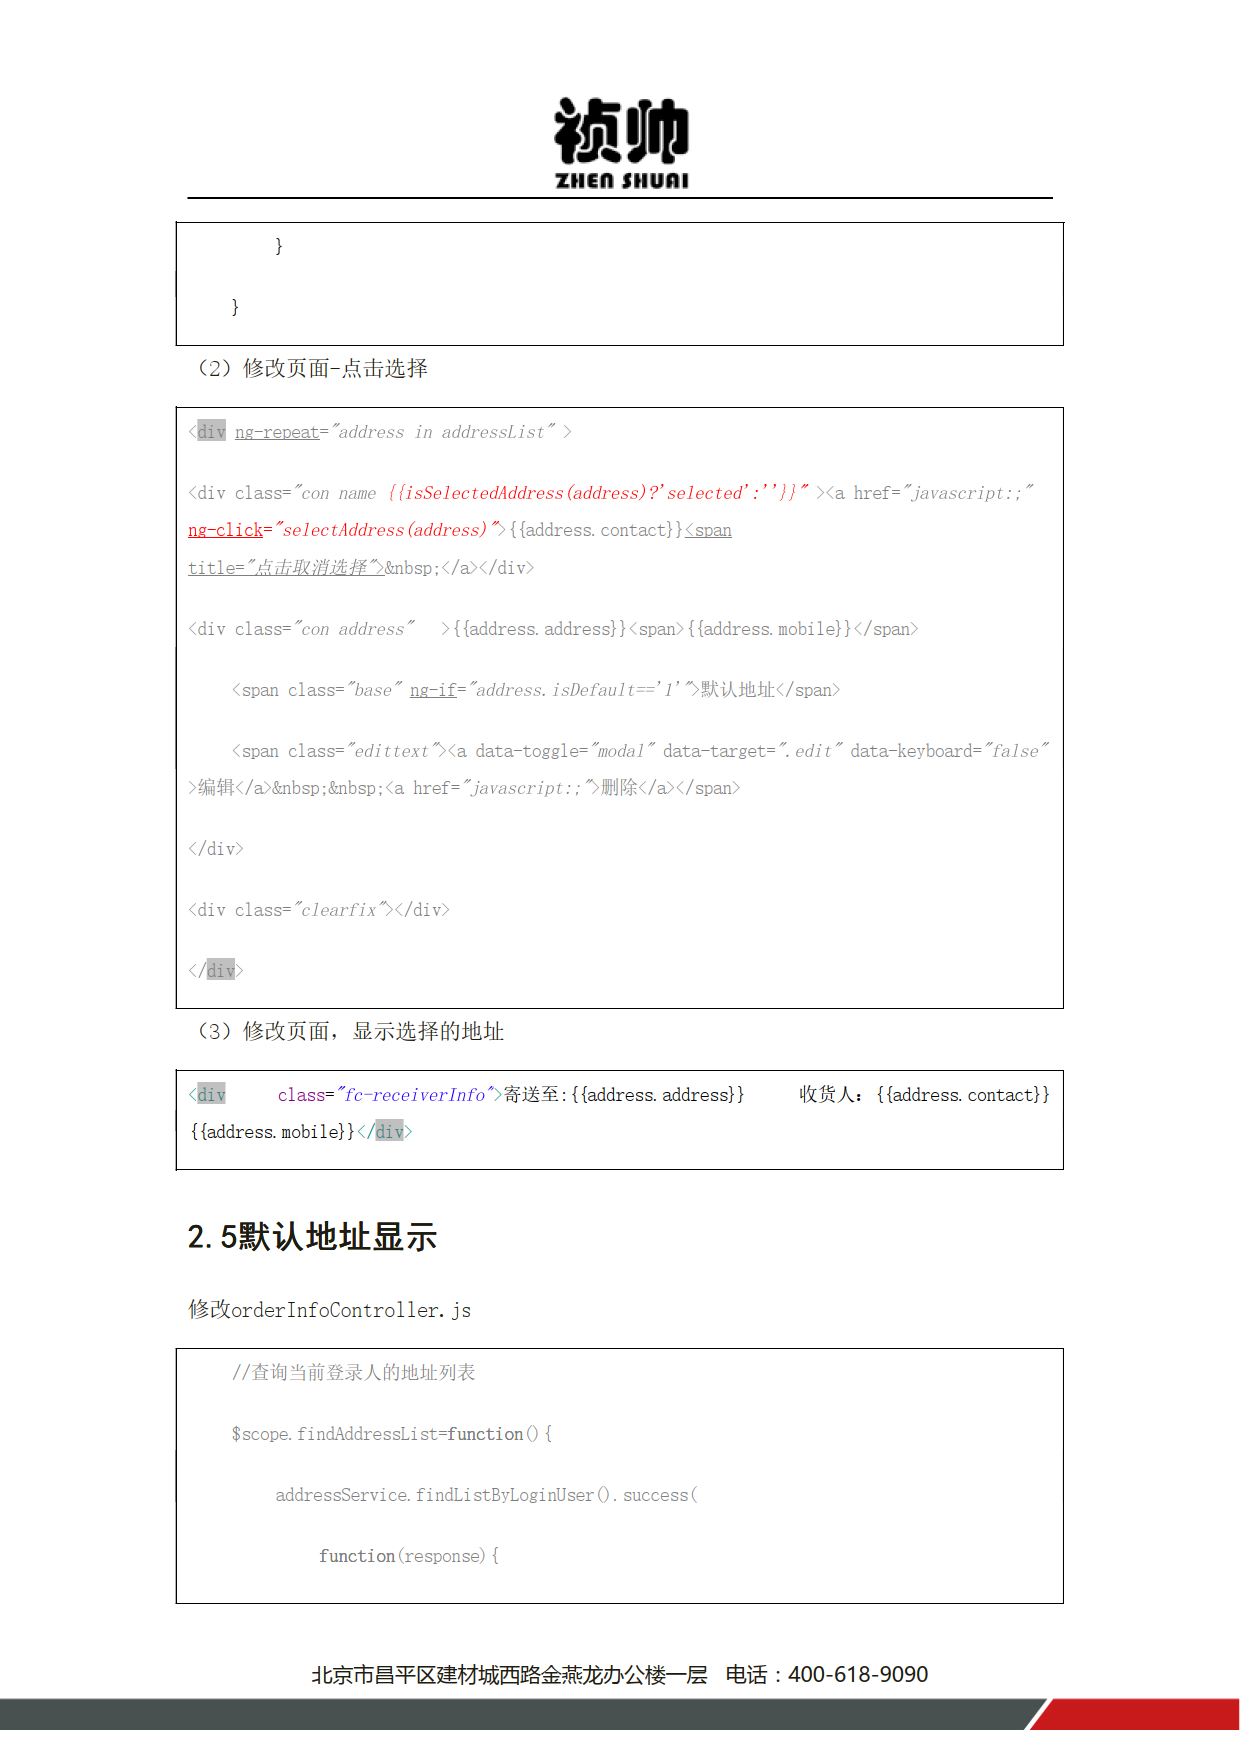 祯帅
ZHEN SHUAI
}
}
（2）修改页面-点击选择
<div ng-repeat="address in addressList" >
<div class="con name {{isSelectedAddress(address)?'selected':''}}" ><a href="javascript:;"
ng-click="selectAddress(address)">{{address.contact}}<span
title="点击取消选择">&nbsp;</a></div>
<div class="con address" >{{address.address}}<span>{{address.mobile}}</span>
<span class="base" ng-if="address.isDefault=='1'">默认地址</span>
<span class="edittext"><a data-toggle="modal" data-target=".edit" data-keyboard="false"
>编辑</a>&nbsp;&nbsp;<a href="javascript:;">删除</a></span>
</div>
<div class="clearfix"></div>
</div>
（3）修改页面，显示选择的地址
<div class="fc-receiverInfo">寄送至:{{address.address}} 收货人：{{address.contact}}
{{address.mobile}}</div>
2.5默认地址显示
修改orderInfoController.js
//查询当前登录人的地址列表
$scope.findAddressList=function(){
addressService.findListByLoginUser().success(
function(response){
北京市昌平区建材城西路金燕龙办公楼一层 电话：400-618-9090